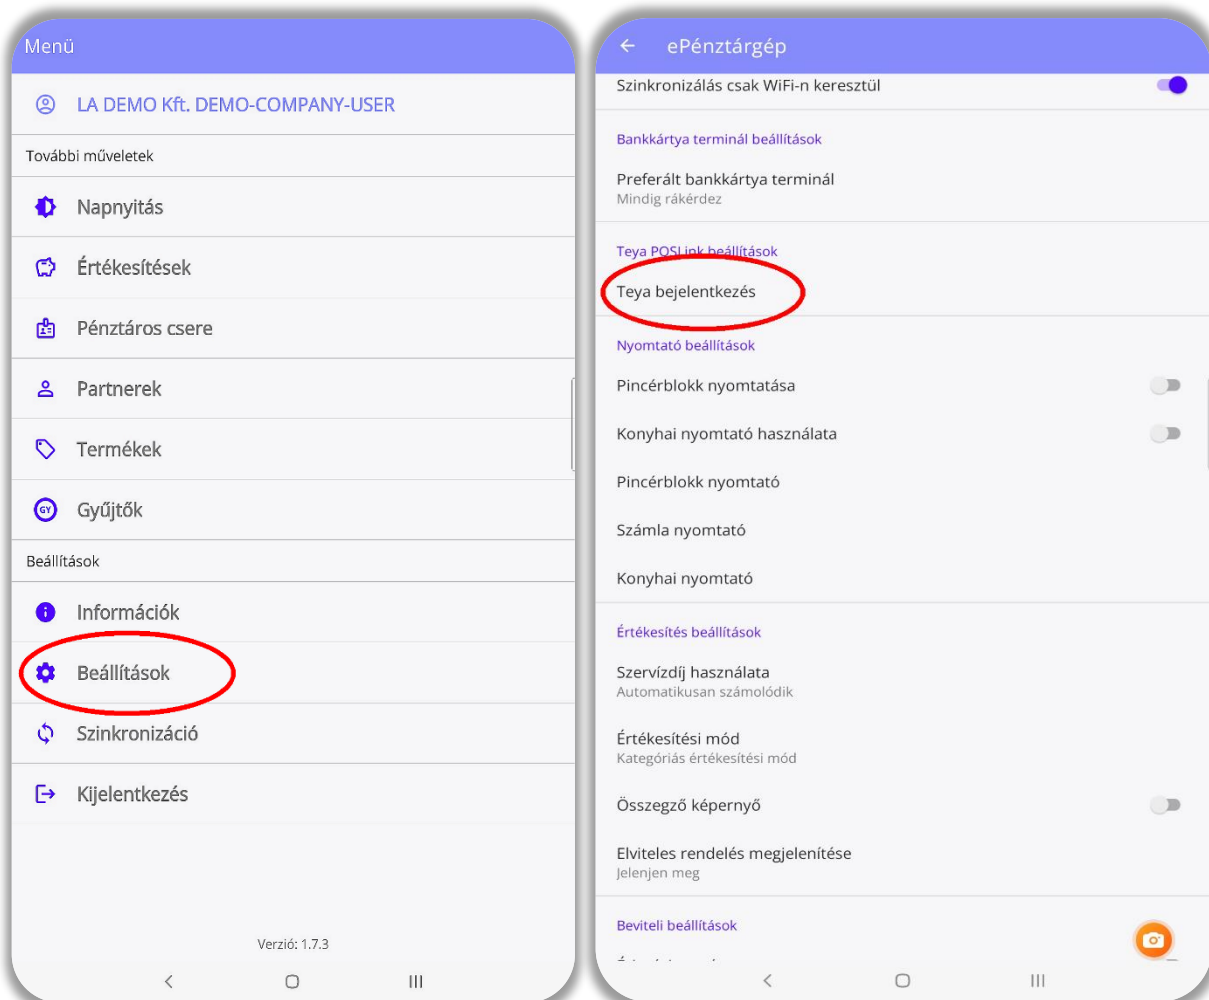 Menü
LA DEMO Kft. DEMO-COMPANY-USER
További műveletek
Napnyitás
Értékesítések
Pénztáros csere
Partnerek
Termékek
GY
Gyűjtők
Beállítások
Információk
Beállítások
Szinkronizáció
Kijelentkezés
Verzió: 1.7.3
ePénztárgép
Szinkronizálás csak WiFi-n keresztül
Bankkártya terminál beállítások
Preferált bankkártya terminál
Mindig rákérdez
Teya POSLink beállítások
Teya bejelentkezés
Nyomtató beállítások
Pincérblokk nyomtatása
Konyhai nyomtató használata
Pincérblokk nyomtató
Számla nyomtató
Konyhai nyomtató
Értékesítés beállítások
Szervízdíj használata
Automatikusan számolódik
Értékesítési mód
Kategóriás értékesítési mód
Összegző képernyő
Elviteles rendelés megjelenítése
Jelenjen meg
Beviteli beállítások